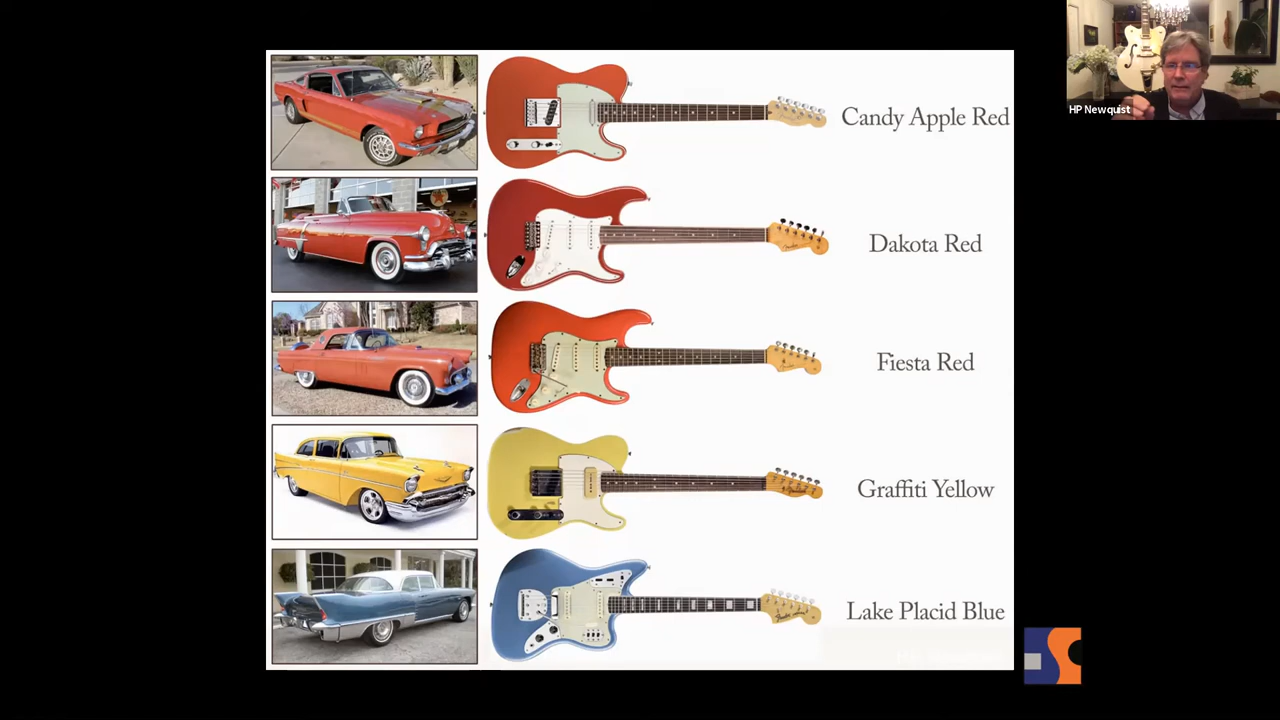 HP Newquist
Candy Apple Red
Dakota Red
Fiesta Red
Graffiti Yellow
Lake Placid Blue